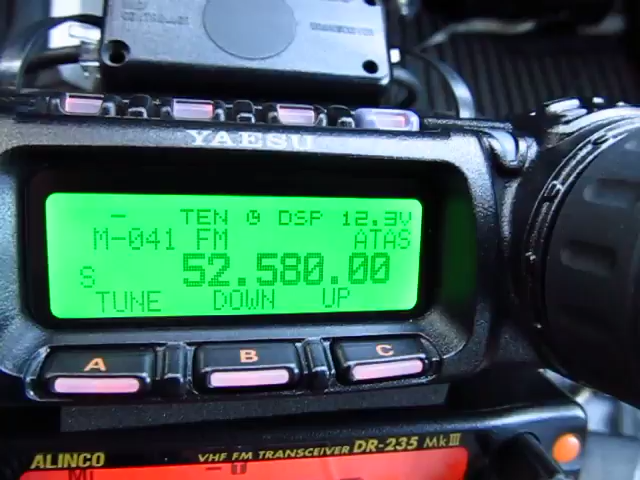 YAESU
TEN DSP 12.3V
M-041 FM ATAS
S 52.580.00
TUNE DOWN UP
A B C
ALINCO VHF FM TRANSCEIVER DR-235 MkIII